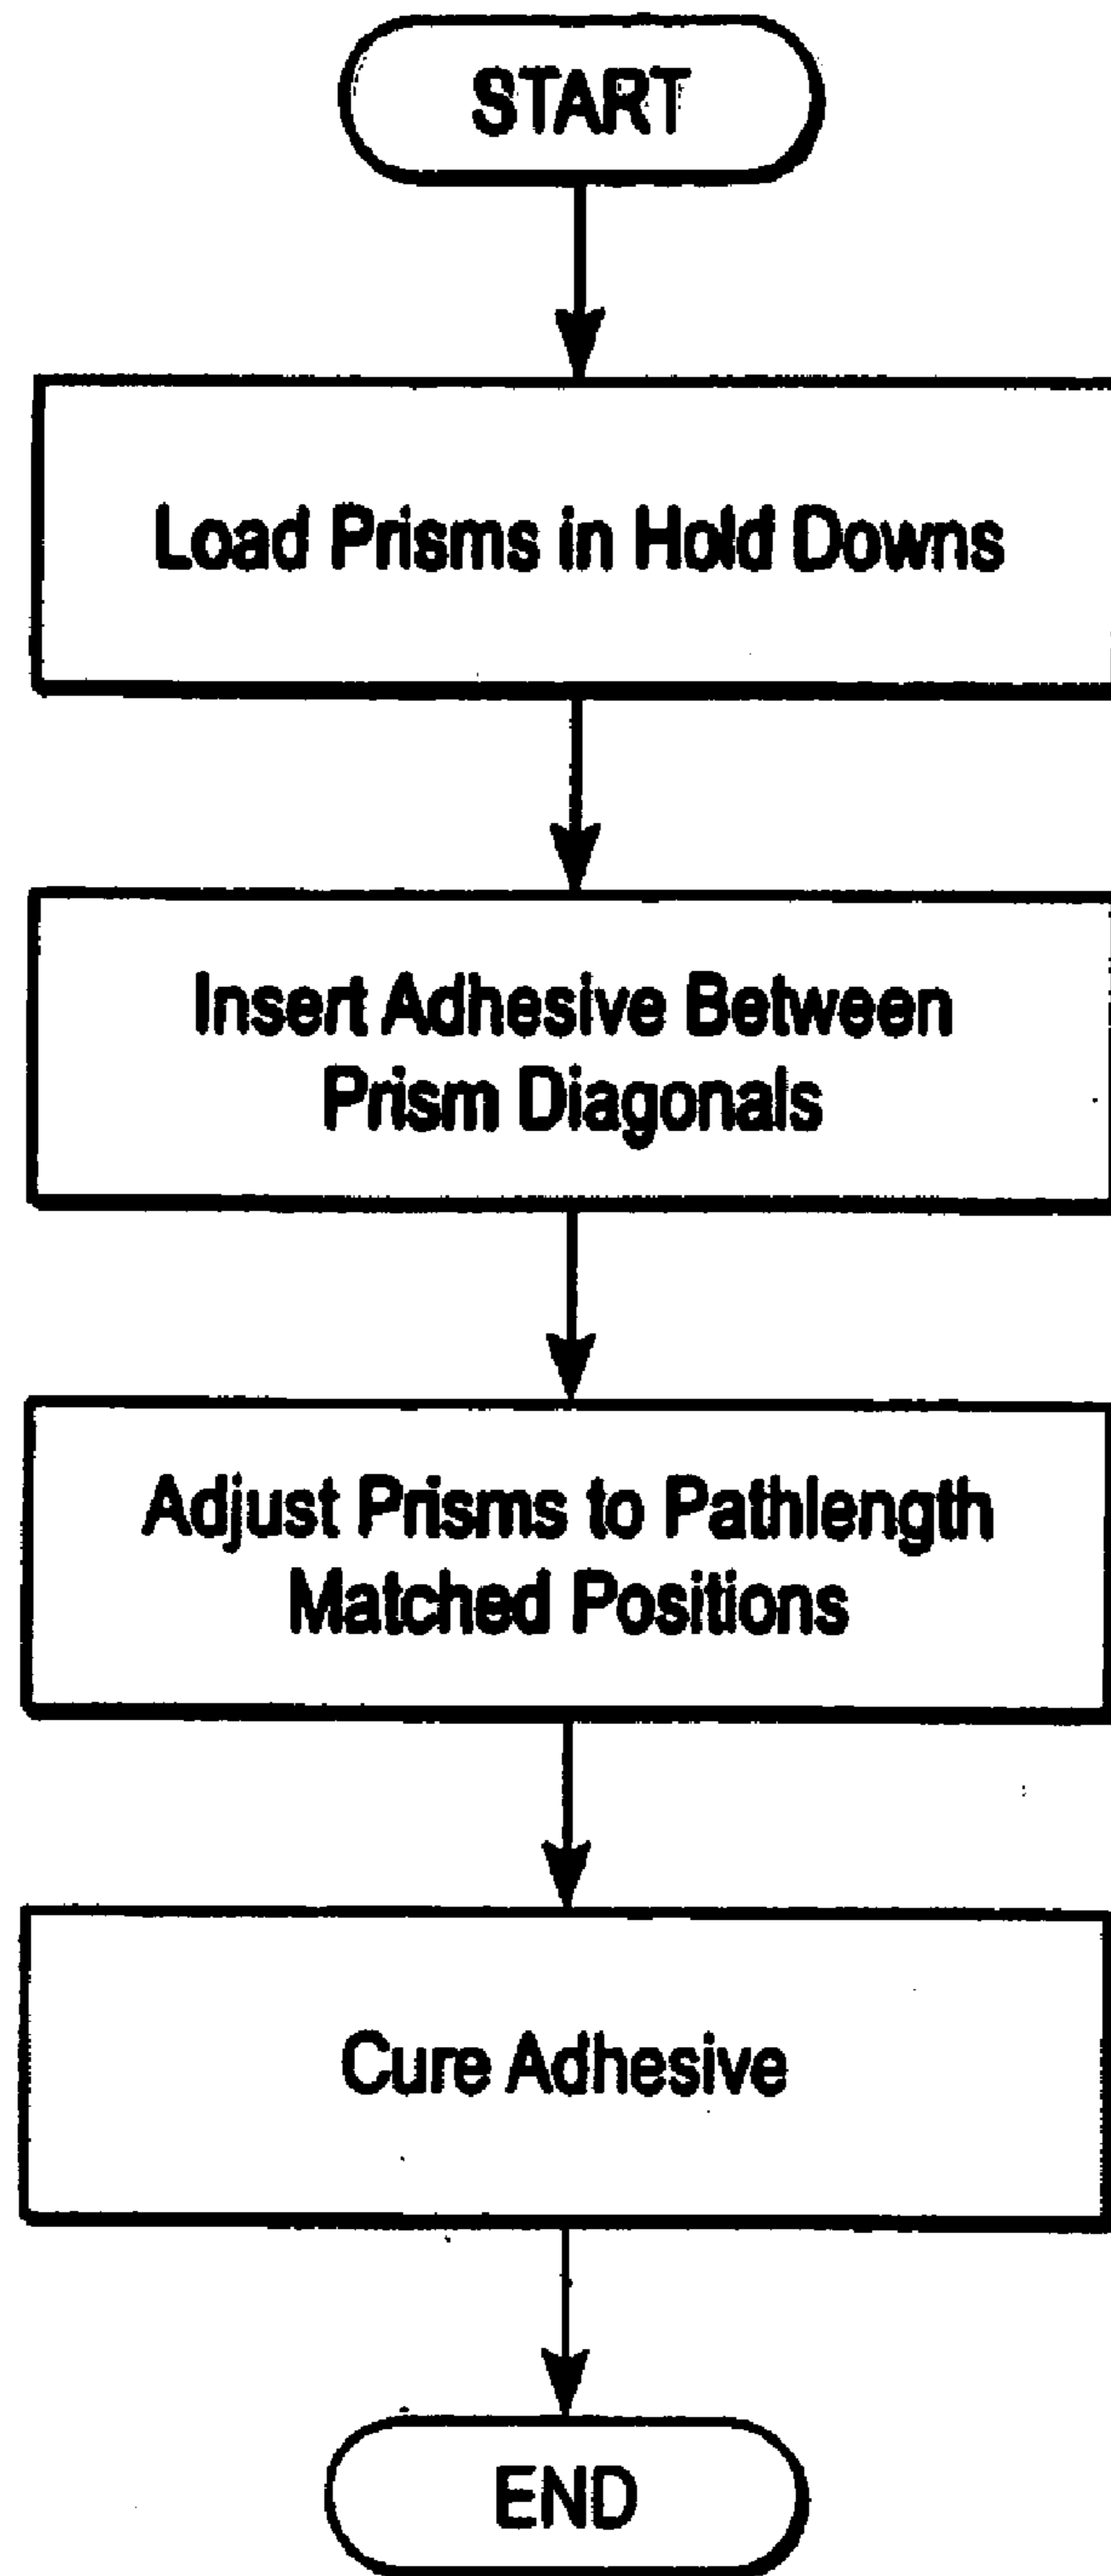 START
Load Prisms in Hold Downs
Insert Adhesive Between
Prism Diagonals
Adjust Prisms to Pathlength
Matched Positions
Cure Adhesive
END